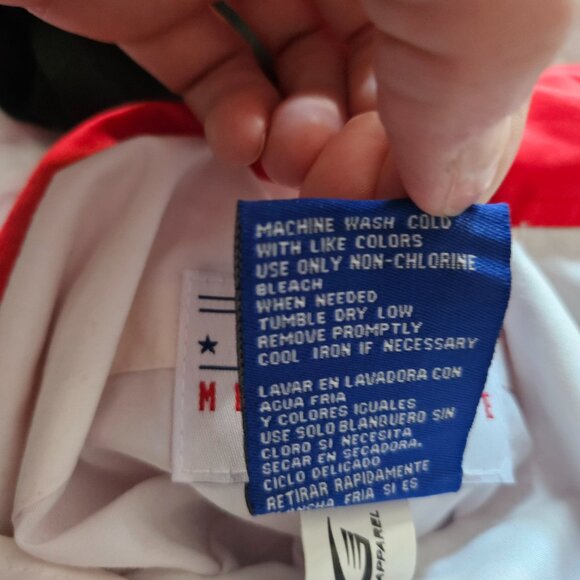 MACHINE WASH COLD
WITH LIKE COLORS
USE ONLY NON-CHLORINE
BLEACH
WHEN NEEDED
TUMBLE DRY LOW
REMOVE PROMPTLY
COOL IRON IF NECESSARY
LAVAR EN LAVADORA CON
AGUA FRIA
Y COLORES IGUALES
USE SOLO BLANQUERO SIN
CLORO SI NECESITA
SECAR EN SECADORA.
CICLO DELICADO
RETIRAR RAPIDAMENTE
FRIA SI ES
M
E
APPAREL